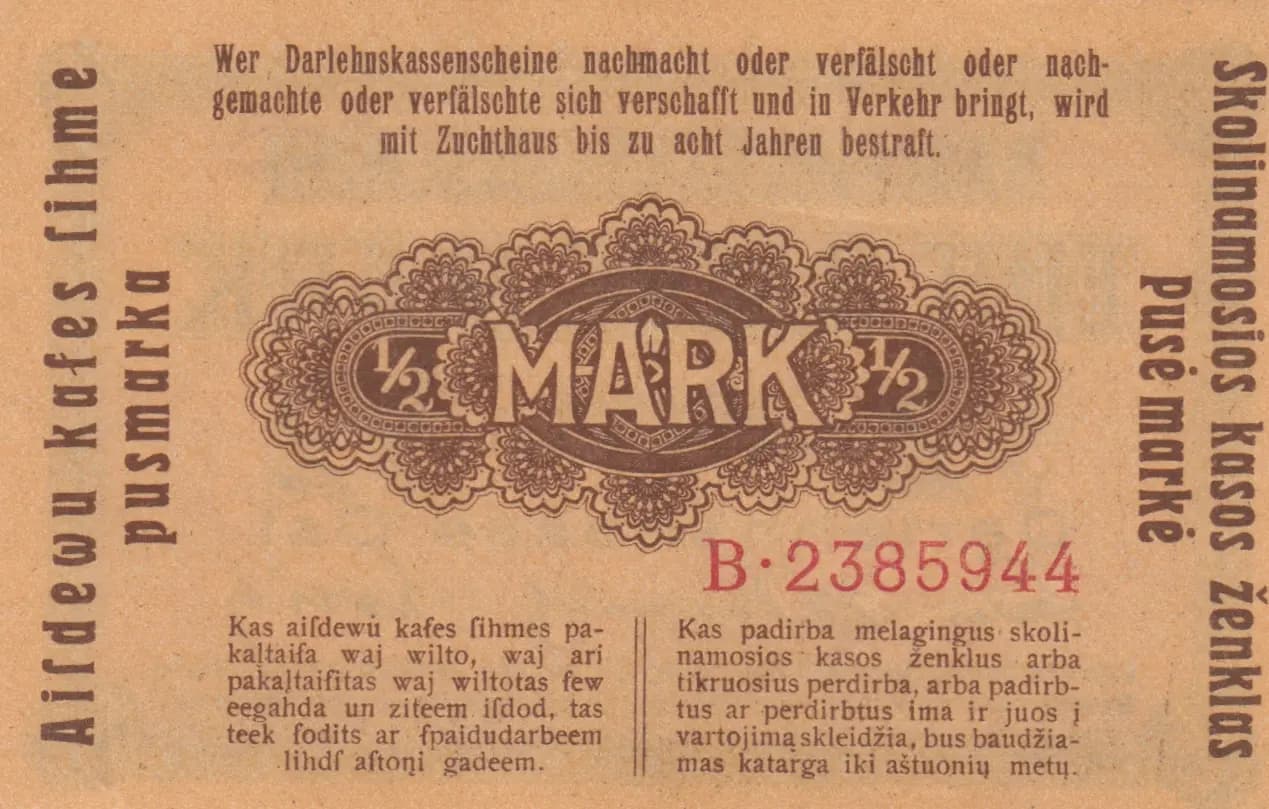 Wer Darlehnskassenscheine nachmacht oder verfälscht oder nach-
gemachte oder verfälschte sich verschafft und in Verkehr bringt, wird
mit Zuchthaus bis zu acht Jahren bestraft.
Aiſdewu kaſes ſihme
pusmarka
½ MARK ½
Skolinamosios kasos ženklas
Pusė markė
B·2385944
Kas aiſdewu kaſes ſihmes pa-
kaļtaiſa waj wilto, waj ari
pakaļtaiſitas waj wiltotas ſew
eegahda un ziteem iſdod, tas
teek ſodits ar ſpaidudarbeem
lihdſ aſtoņi gadeem.
Kas padirba melagingus skoli-
namosios kasos ženklus arba
tikruosius perdirba, arba padirb-
tus ar perdirbtus ima ir juos į
vartojimą skleidžia, bus baudžia-
mas katarga iki aštuonių metų.